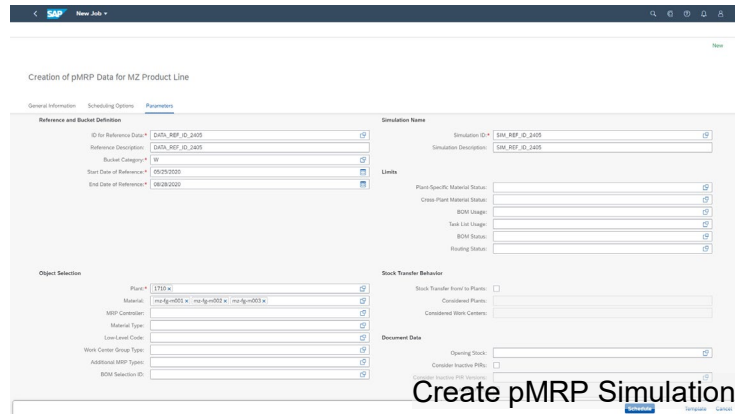 SAP New Job
New
Creation of pMRP Data for MZ Product Line
General Information Scheduling Options Parameters
Reference and Bucket Definition
ID for Reference Data:* DATA_REF_ID_2405
Reference Description: DATA_REF_ID_2405
Bucket Category:* W
Start Date of Reference:* 05/25/2020
End Date of Reference:* 08/28/2020
Simulation Name
Simulation ID:* SIM_REF_ID_2405
Simulation Description: SIM_REF_ID_2405
Limits
Plant-Specific Material Status:
Cross-Plant Material Status:
BOM Usage:
Task List Usage:
BOM Status:
Routing Status:
Object Selection
Plant:* 1710 x
Material: mz-fg-m001 x mz-fg-m002 x mz-fg-m003 x
MRP Controller:
Material Type:
Low-Level Code:
Work Center Group Type:
Additional MRP Types:
BOM Selection ID:
Stock Transfer Behavior
Stock Transfer from/ to Plants:
Considered Plants:
Considered Work Centers:
Document Data
Opening Stock:
Consider Inactive PIRs:
Consider Inactive PIR Versions:
Create pMRP Simulation
Schedule Template Cancel